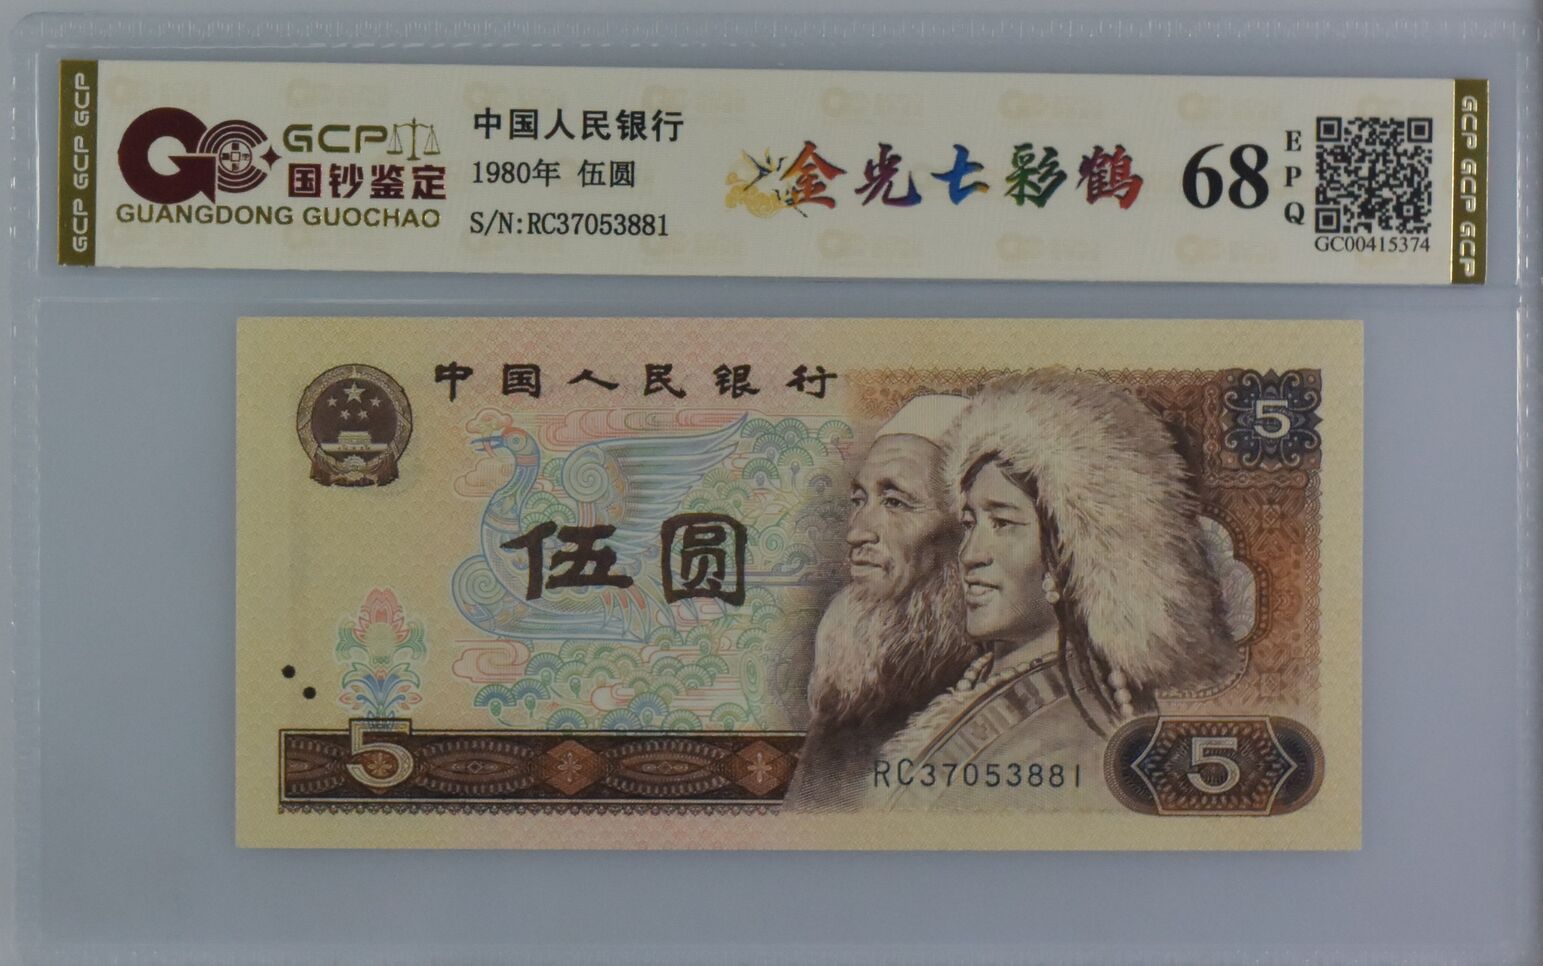 GCP GCP GCP
GCP
国钞鉴定
GUANGDONG GUOCHAO
中国人民银行
1980年 伍圆
S/N:RC37053881
金光七彩鹤
68
EPQ
GC00415374
GCP GCP GCP
中国人民银行
5
伍圆
5
RC37053881
5